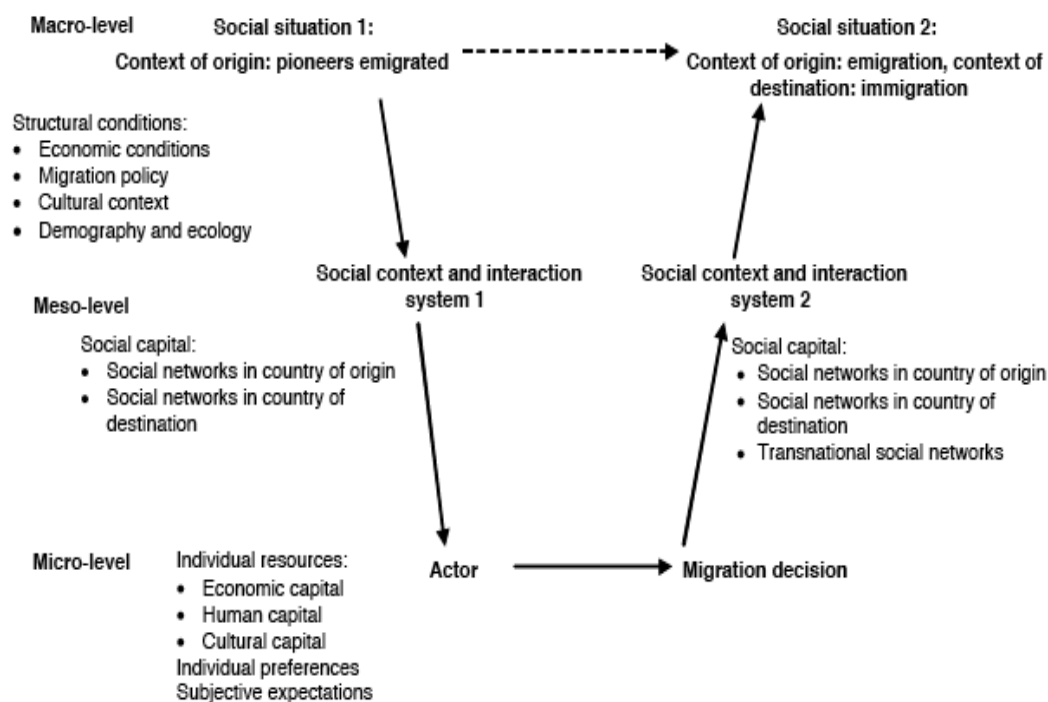 Macro-level
Social situation 1:
Context of origin: pioneers emigrated
Social situation 2:
Context of origin: emigration, context of
destination: immigration
Structural conditions:
• Economic conditions
• Migration policy
• Cultural context
• Demography and ecology
Social context and interaction
system 1
Social context and interaction
system 2
Meso-level
Social capital:
• Social networks in country of origin
• Social networks in country of
destination
Social capital:
• Social networks in country of origin
• Social networks in country of
destination
• Transnational social networks
Micro-level
Individual resources:
• Economic capital
• Human capital
• Cultural capital
Individual preferences
Subjective expectations
Actor
Migration decision